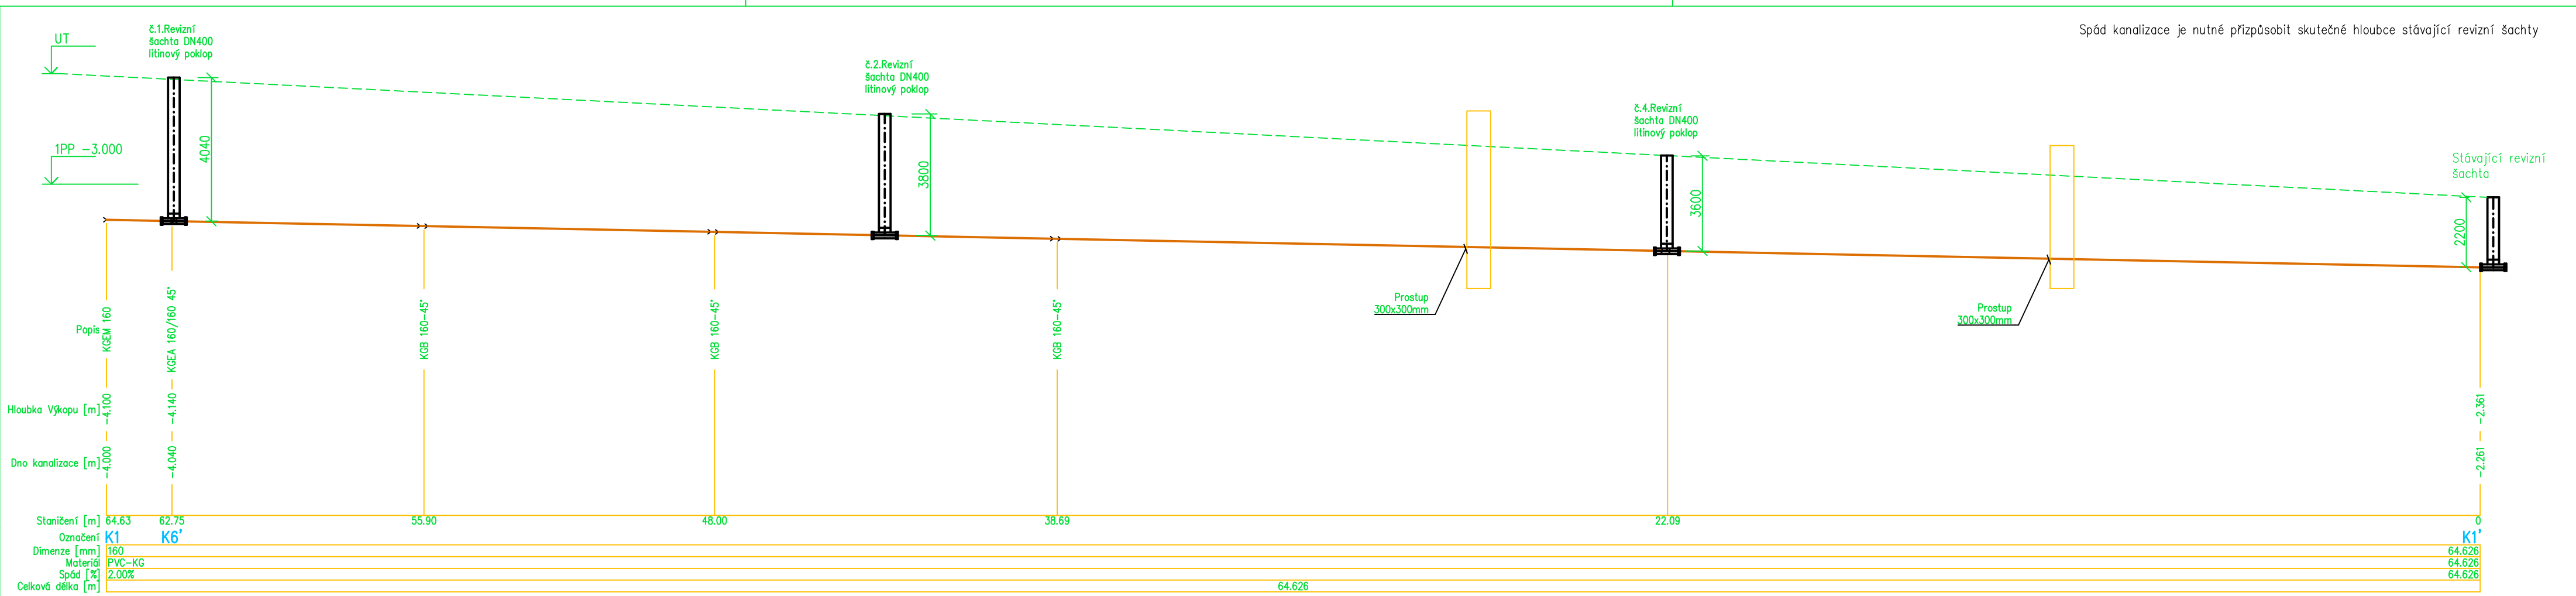 Spád kanalizace je nutné přizpůsobit skutečné hloubce stávající revizní šachty
UT
č.1.Revizní
šachta DN400
litinový poklop
č.2.Revizní
šachta DN400
litinový poklop
č.4.Revizní
šachta DN400
litinový poklop
Stávající revizní
šachta
1PP -3.000
4040
3800
3600
2200
Prostup
300x300mm
Prostup
300x300mm
Popis
KGEM 160
KGEA 160/160 45°
KGB 160-45°
KGB 160-45°
KGB 160-45°
Hloubka Výkopu [m]
-4.100
-4.140
-2.361
Dno kanalizace [m]
-4.000
-4.040
-2.261
Staničení [m] 64.63 62.75 55.90 48.00 38.69 22.09 0
Označení K1 K6' K1'
Dimenze [mm] 160 64.626
Materiál PVC-KG 64.626
Spád [%] 2.00% 64.626
Celková délka [m] 64.626